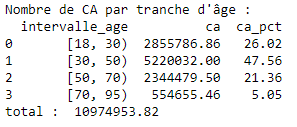 Nombre de CA par tranche d'âge :
  intervalle_age          ca  ca_pct
0       [18, 30)  2855786.86   26.02
1       [30, 50)  5220032.00   47.56
2       [50, 70)  2344479.50   21.36
3       [70, 95)   554655.46    5.05
total :  10974953.82